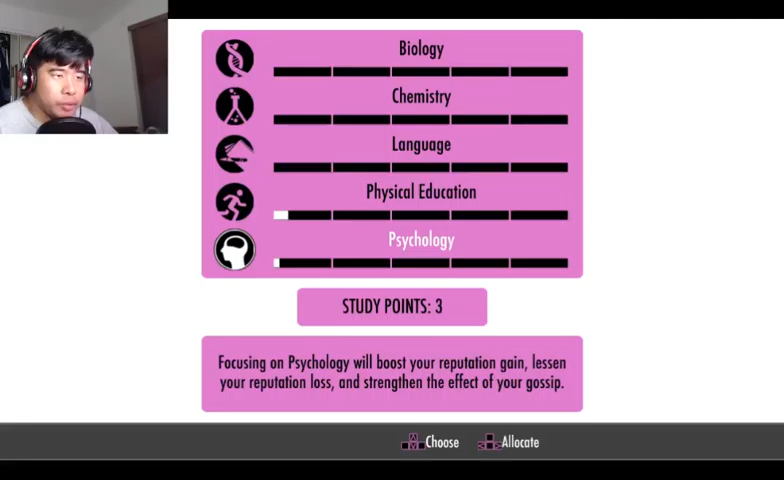 Biology
Chemistry
Language
Physical Education
Psychology
STUDY POINTS: 3
Focusing on Psychology will boost your reputation gain, lessen
your reputation loss, and strengthen the effect of your gossip.
Choose Allocate